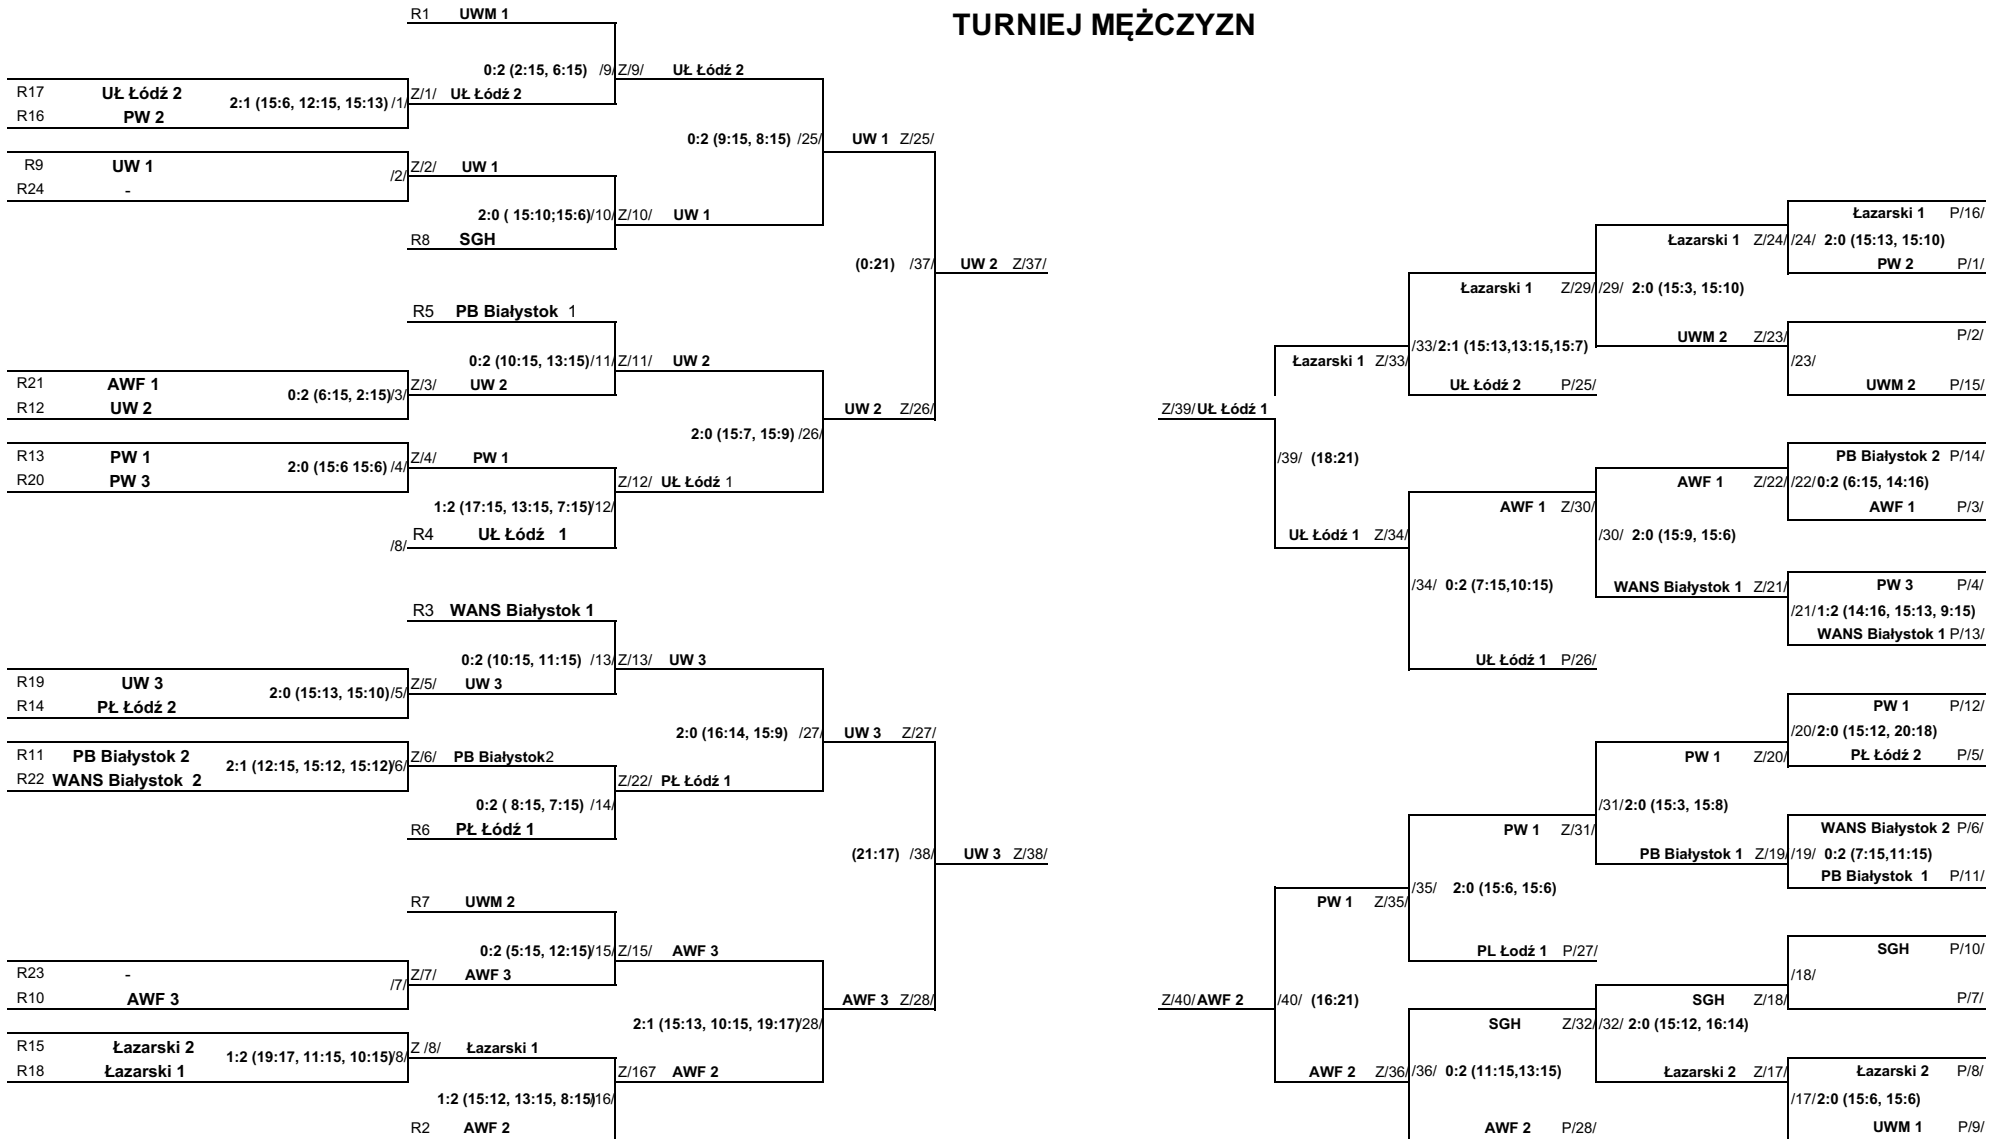 R1 UWM 1
TURNIEJ MĘŻCZYZN
0:2 (2:15, 6:15) /9/ Z/9/ UŁ Łódź 2
R17 UŁ Łódź 2
2:1 (15:6, 12:15, 15:13) /1/ Z/1/ UŁ Łódź 2
R16 PW 2
0:2 (9:15, 8:15) /25/ UW 1 Z/25/
R9 UW 1
/2/ Z/2/ UW 1
R24 -
2:0 ( 15:10;15:6)/10/ Z/10/ UW 1
R8 SGH
(0:21) /37/ UW 2 Z/37/
R5 PB Białystok 1
0:2 (10:15, 13:15)/11/ Z/11/ UW 2
R21 AWF 1
0:2 (6:15, 2:15)/3/ Z/3/ UW 2
R12 UW 2
UW 2 Z/26/
2:0 (15:7, 15:9) /26/
R13 PW 1
2:0 (15:6 15:6) /4/ Z/4/ PW 1
R20 PW 3
Z/12/ UŁ Łódź 1
1:2 (17:15, 13:15, 7:15)/12/
/8/ R4 UŁ Łódź 1
R3 WANS Białystok 1
0:2 (10:15, 11:15) /13/ Z/13/ UW 3
R19 UW 3
2:0 (15:13, 15:10)/5/ Z/5/ UW 3
R14 PŁ Łódź 2
2:0 (16:14, 15:9) /27/ UW 3 Z/27/
R11 PB Białystok 2
2:1 (12:15, 15:12, 15:12)/6/ Z/6/ PB Białystok2
R22 WANS Białystok 2
Z/22/ PŁ Łódź 1
0:2 ( 8:15, 7:15) /14/
R6 PŁ Łódź 1
(21:17) /38/ UW 3 Z/38/
R7 UWM 2
0:2 (5:15, 12:15)/15/ Z/15/ AWF 3
R23 -
/7/ Z/7/ AWF 3
R10 AWF 3
AWF 3 Z/28/
2:1 (15:13, 10:15, 19:17)/28/
R15 Łazarski 2
1:2 (19:17, 11:15, 10:15)/8/ Z /8/ Łazarski 1
R18 Łazarski 1
Z/167 AWF 2
1:2 (15:12, 13:15, 8:15)/16/
R2 AWF 2
Łazarski 1 P/16/
Łazarski 1 Z/24/ /24/ 2:0 (15:13, 15:10)
PW 2 P/1/
Łazarski 1 Z/29/ /29/ 2:0 (15:3, 15:10)
UWM 2 Z/23/ P/2/
/23/
Łazarski 1 Z/33/ /33/ 2:1 (15:13,13:15,15:7)
UŁ Łódź 2 P/25/
UWM 2 P/15/
Z/39/ UŁ Łódź 1
/39/ (18:21)
PB Białystok 2 P/14/
AWF 1 Z/22/ /22/ 0:2 (6:15, 14:16)
AWF 1 P/3/
AWF 1 Z/30/
UŁ Łódź 1 Z/34/ /30/ 2:0 (15:9, 15:6)
/34/ 0:2 (7:15,10:15)
WANS Białystok 1 Z/21/
PW 3 P/4/
/21/ 1:2 (14:16, 15:13, 9:15)
WANS Białystok 1 P/13/
UŁ Łódź 1 P/26/
PW 1 P/12/
/20/ 2:0 (15:12, 20:18)
PW 1 Z/20/ PŁ Łódź 2 P/5/
/31/ 2:0 (15:3, 15:8)
PW 1 Z/31/ WANS Białystok 2 P/6/
PB Białystok 1 Z/19/ /19/ 0:2 (7:15,11:15)
PB Białystok 1 P/11/
/35/ 2:0 (15:6, 15:6)
PW 1 Z/35/
PL Łodź 1 P/27/
SGH P/10/
/18/
Z/40/ AWF 2 /40/ (16:21)
SGH Z/18/ P/7/
SGH Z/32/ /32/ 2:0 (15:12, 16:14)
AWF 2 Z/36/ /36/ 0:2 (11:15,13:15)
Łazarski 2 Z/17/ Łazarski 2 P/8/
/17/ 2:0 (15:6, 15:6)
AWF 2 P/28/ UWM 1 P/9/